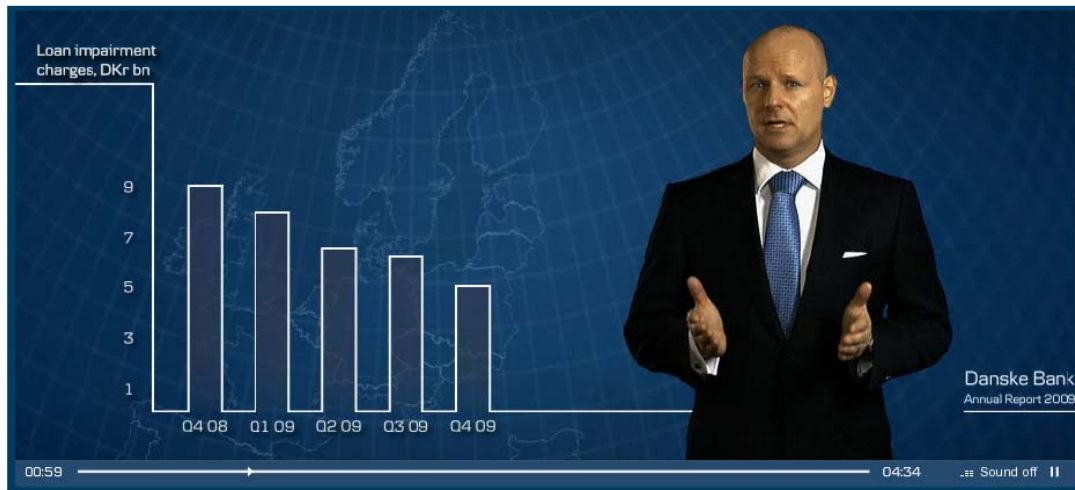 Loan impairment
charges, DKr bn
9
7
5
3
1
Q4 08 Q1 09 Q2 09 Q3 09 Q4 09
Danske Bank
Annual Report 2009
00:59 04:34 Sound off